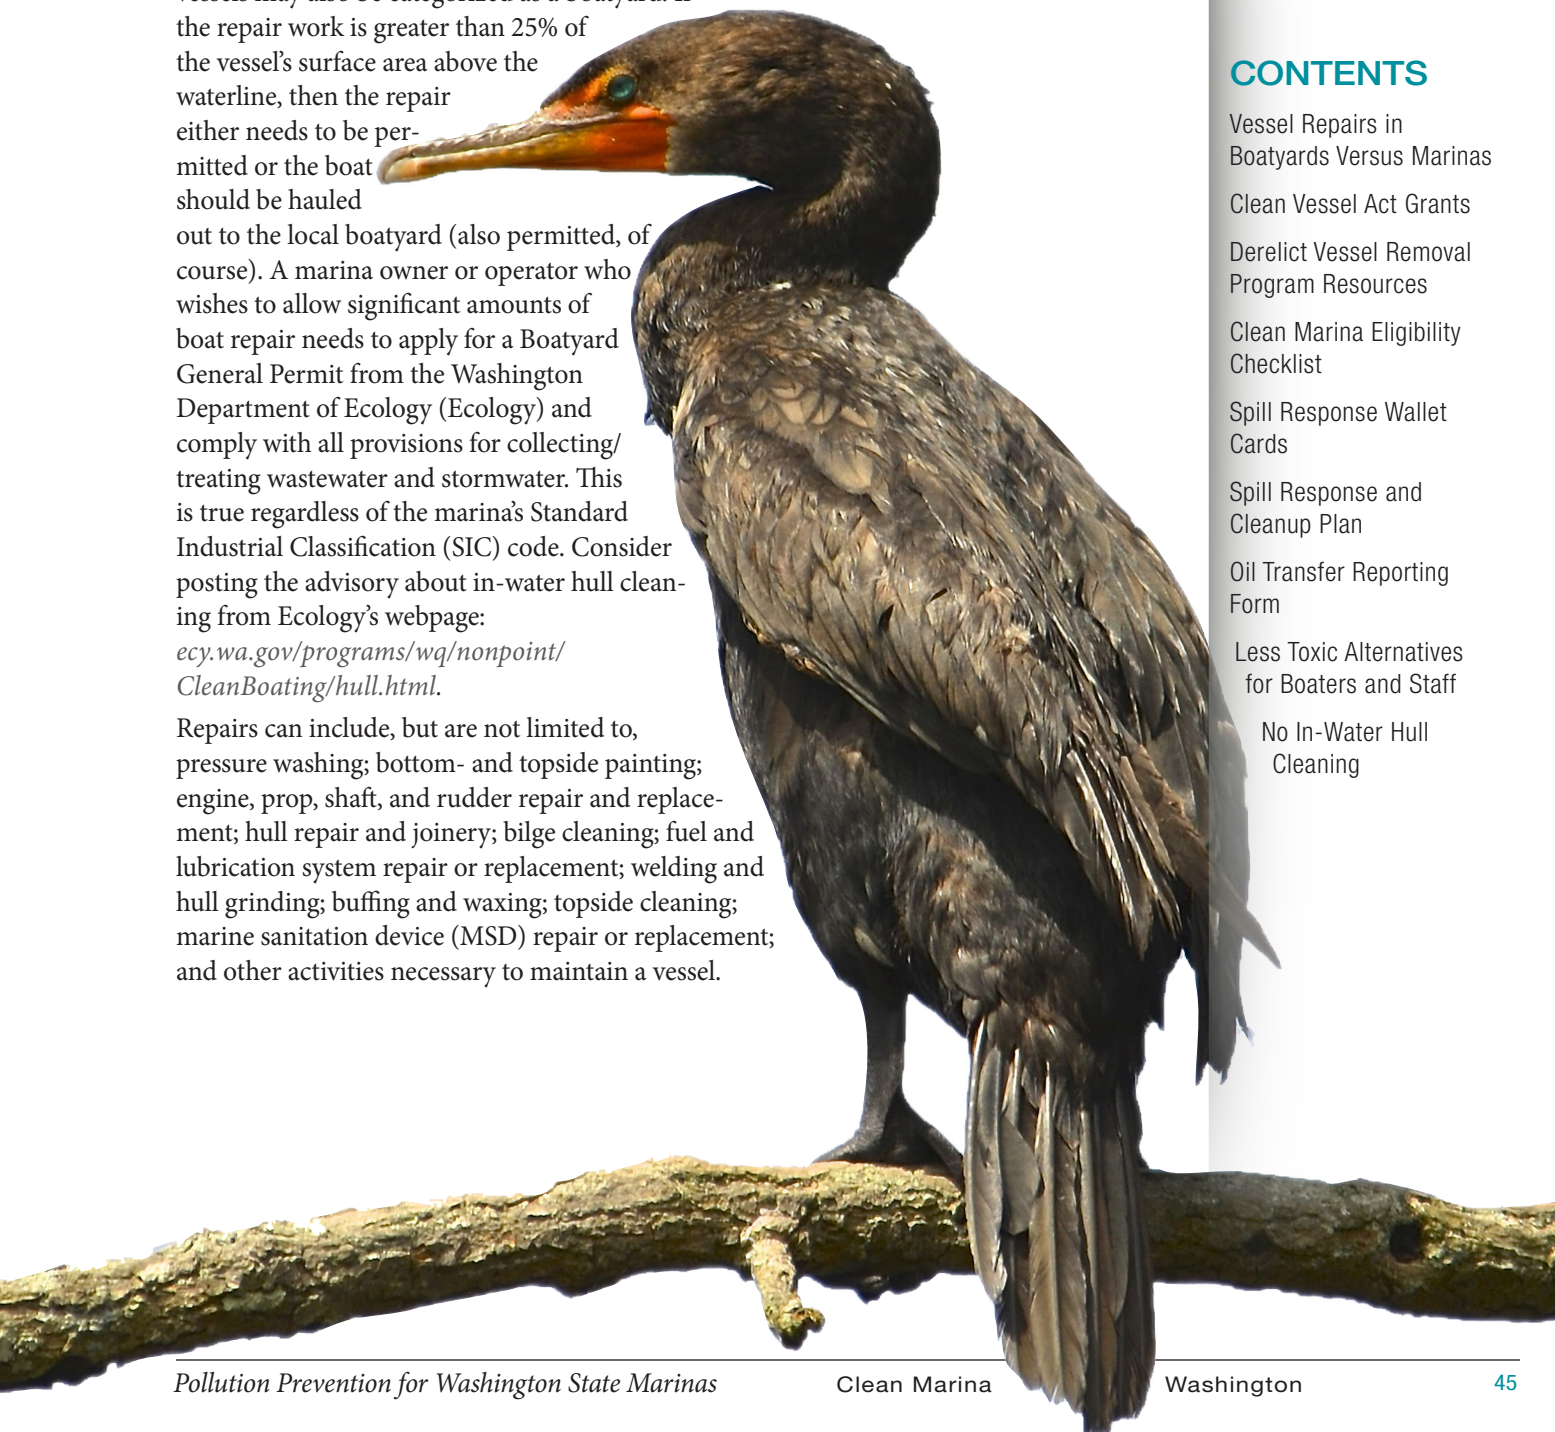 the repair work is greater than 25% of
the vessel's surface area above the
waterline, then the repair
either needs to be per-
mitted or the boat
should be hauled
out to the local boatyard (also permitted, of
course). A marina owner or operator who
wishes to allow significant amounts of
boat repair needs to apply for a Boatyard
General Permit from the Washington
Department of Ecology (Ecology) and
comply with all provisions for collecting/
treating wastewater and stormwater. This
is true regardless of the marina's Standard
Industrial Classification (SIC) code. Consider
posting the advisory about in-water hull clean-
ing from Ecology's webpage:
ecy.wa.gov/programs/wq/nonpoint/
CleanBoating/hull.html.
Repairs can include, but are not limited to,
pressure washing; bottom- and topside painting;
engine, prop, shaft, and rudder repair and replace-
ment; hull repair and joinery; bilge cleaning; fuel and
lubrication system repair or replacement; welding and
hull grinding; buffing and waxing; topside cleaning;
marine sanitation device (MSD) repair or replacement;
and other activities necessary to maintain a vessel.
CONTENTS
Vessel Repairs in
Boatyards Versus Marinas
Clean Vessel Act Grants
Derelict Vessel Removal
Program Resources
Clean Marina Eligibility
Checklist
Spill Response Wallet
Cards
Spill Response and
Cleanup Plan
Oil Transfer Reporting
Form
Less Toxic Alternatives
for Boaters and Staff
No In-Water Hull
Cleaning
Pollution Prevention for Washington State Marinas
Clean Marina Washington
45